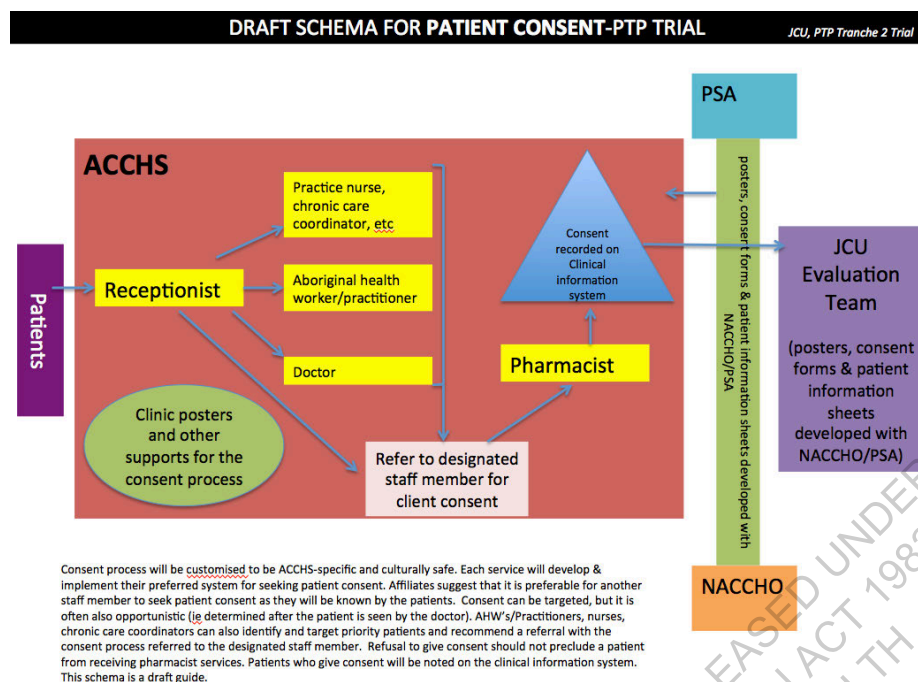 DRAFT SCHEMA FOR PATIENT CONSENT-PTP TRIAL
JCU, PTP Tranche 2 Trial
PSA
ACCHS
Practice nurse,
chronic care
coordinator, etc
Consent
recorded on
Clinical
information
system
posters, consent forms & patient information sheets developed with
NACCHO/PSA
JCU
Evaluation
Team
(posters, consent
forms & patient
information
sheets
developed with
NACCHO/PSA)
Patients
Receptionist
Aboriginal health
worker/practitioner
Doctor
Pharmacist
Clinic posters
and other
supports for the
consent process
Refer to designated
staff member for
client consent
NACCHO
Consent process will be customised to be ACCHS-specific and culturally safe. Each service will develop &
implement their preferred system for seeking patient consent. Affiliates suggest that it is preferable for another
staff member to seek patient consent as they will be known by the patients. Consent can be targeted, but it is
often also opportunistic (ie determined after the patient is seen by the doctor). AHW's/Practitioners, nurses,
chronic care coordinators can also identify and target priority patients and recommend a referral with the
consent process referred to the designated staff member. Refusal to give consent should not preclude a patient
from receiving pharmacist services. Patients who give consent will be noted on the clinical information system.
This schema is a draft guide.
UNDER
ACT